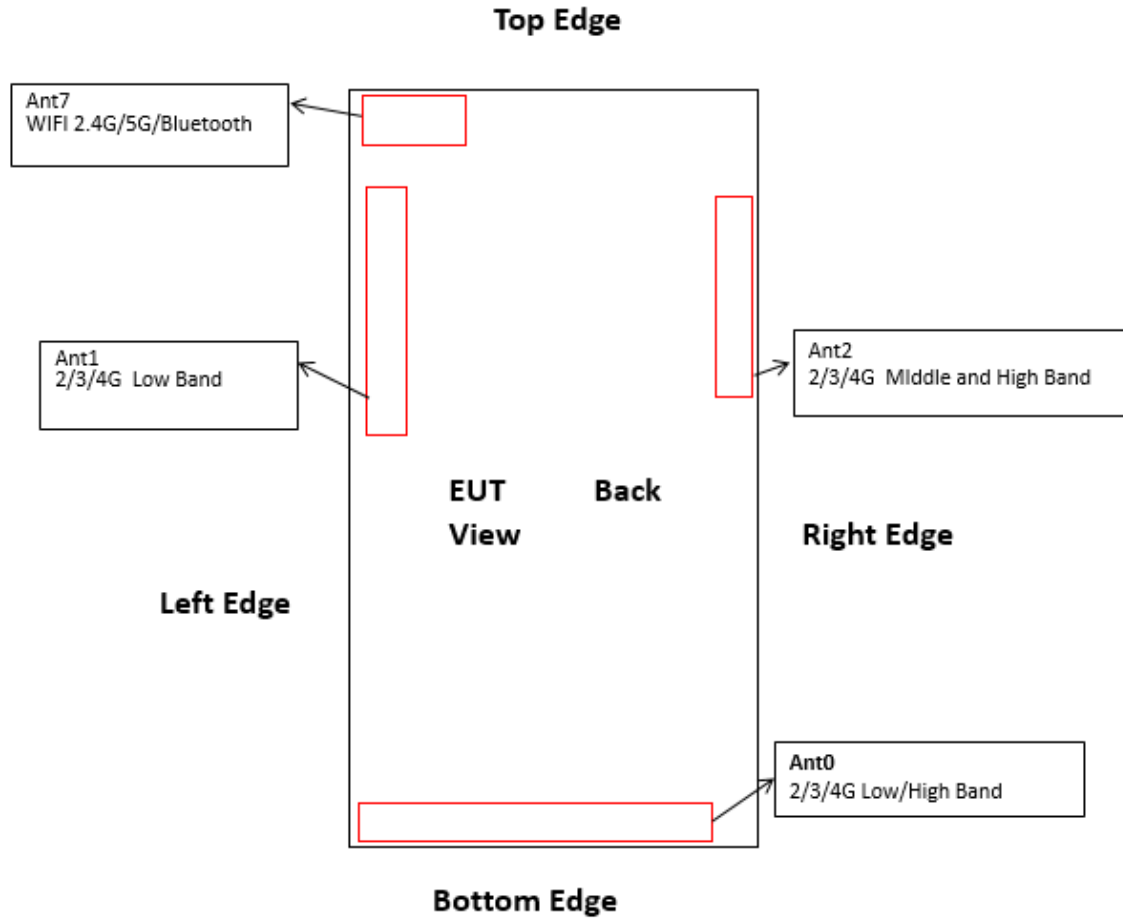 Top Edge
Ant7
WIFI 2.4G/5G/Bluetooth
Ant1
2/3/4G Low Band
Ant2
2/3/4G MIddle and High Band
EUT Back
View
Right Edge
Left Edge
Ant0
2/3/4G Low/High Band
Bottom Edge